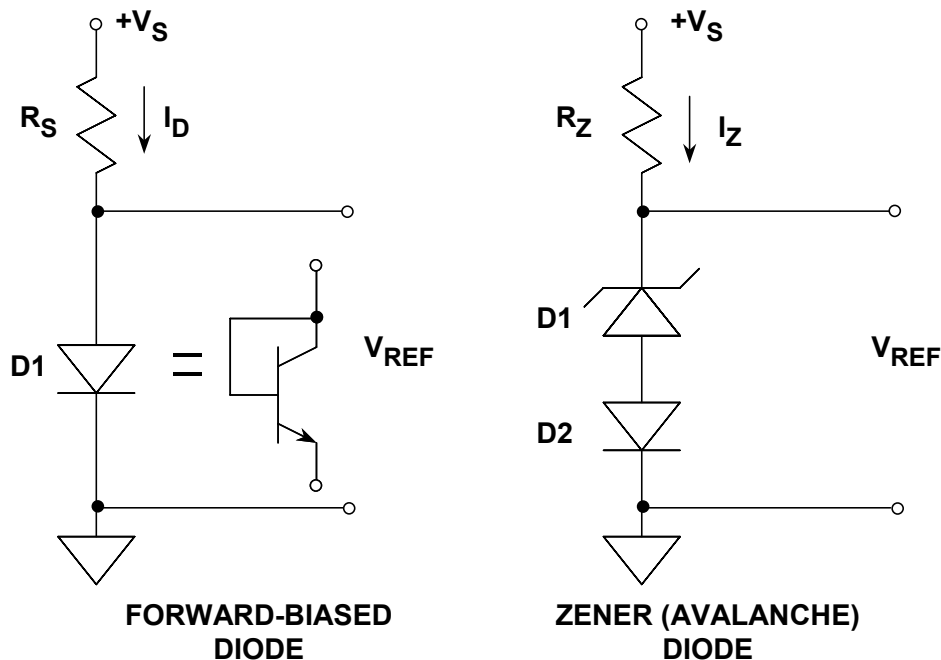 +VS
RS
ID
D1
=
VREF
FORWARD-BIASED
DIODE
+VS
RZ
IZ
D1
D2
VREF
ZENER (AVALANCHE)
DIODE